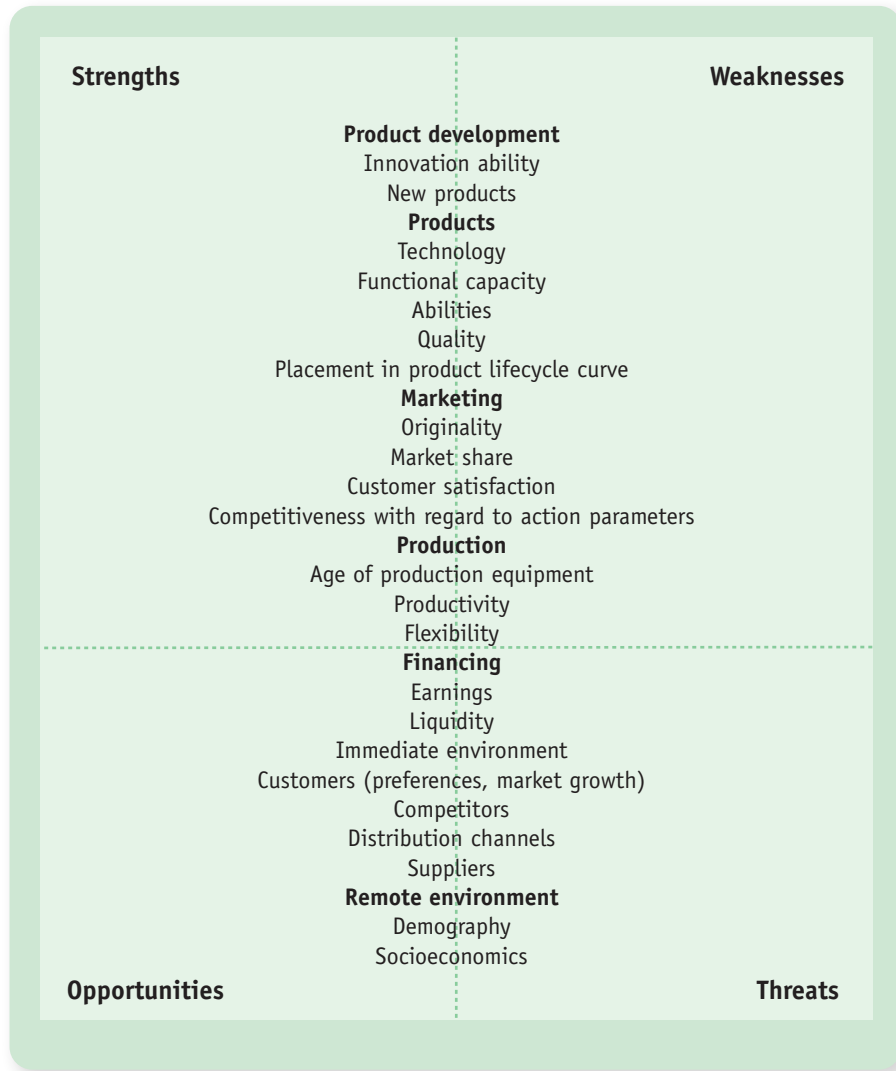 Strengths
Weaknesses
Product development
Innovation ability
New products
Products
Technology
Functional capacity
Abilities
Quality
Placement in product lifecycle curve
Marketing
Originality
Market share
Customer satisfaction
Competitiveness with regard to action parameters
Production
Age of production equipment
Productivity
Flexibility
Financing
Earnings
Liquidity
Immediate environment
Customers (preferences, market growth)
Competitors
Distribution channels
Suppliers
Remote environment
Demography
Socioeconomics
Opportunities
Threats